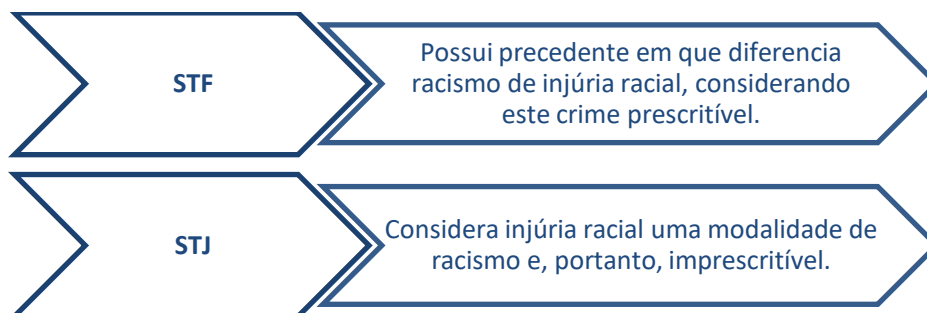 STF
Possui precedente em que diferencia
racismo de injúria racial, considerando
este crime prescritível.
STJ
Considera injúria racial uma modalidade de
racismo e, portanto, imprescritível.